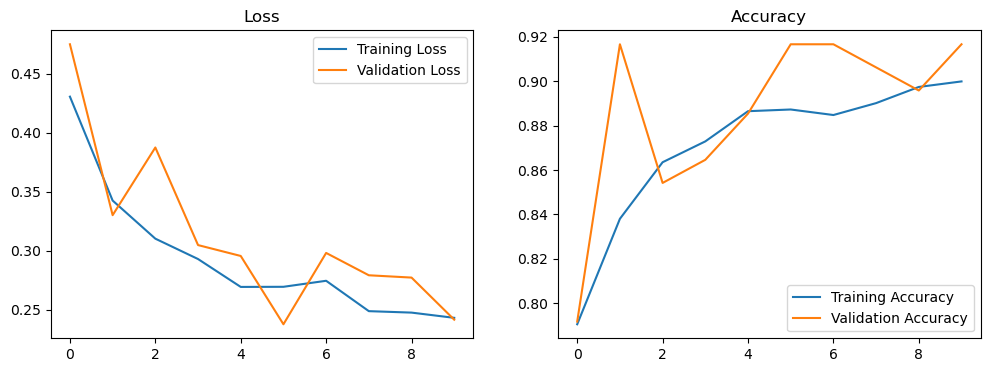 Loss
Training Loss
Validation Loss
0.45
0.40
0.35
0.30
0.25
0 2 4 6 8
Accuracy
0.92
0.90
0.88
0.86
0.84
0.82
0.80
Training Accuracy
Validation Accuracy
0 2 4 6 8